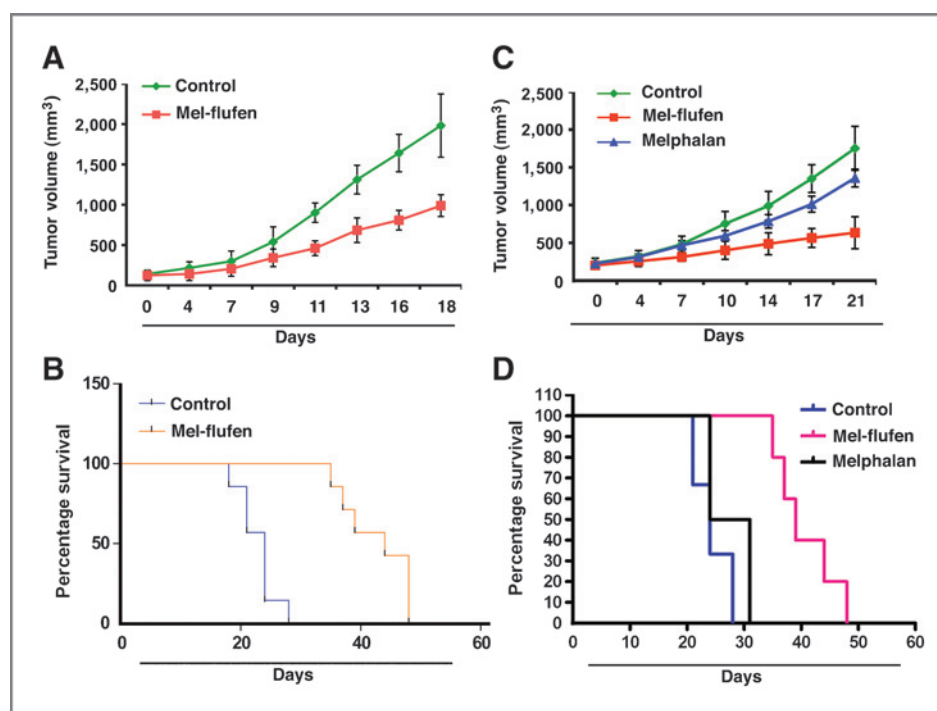 A
Control
Mel-flufen
Tumor volume (mm³)
2,500
2,000
1,500
1,000
500
0
0 4 7 9 11 13 16 18
Days
C
Control
Mel-flufen
Melphalan
Tumor volume (mm³)
2,500
2,000
1,500
1,000
500
0
0 4 7 10 14 17 21
Days
B
Control
Mel-flufen
Percentage survival
150
100
50
0
0 20 40 60
Days
D
Control
Mel-flufen
Melphalan
Percentage survival
110
100
90
80
70
60
50
40
30
20
10
0
0 10 20 30 40 50 60
Days